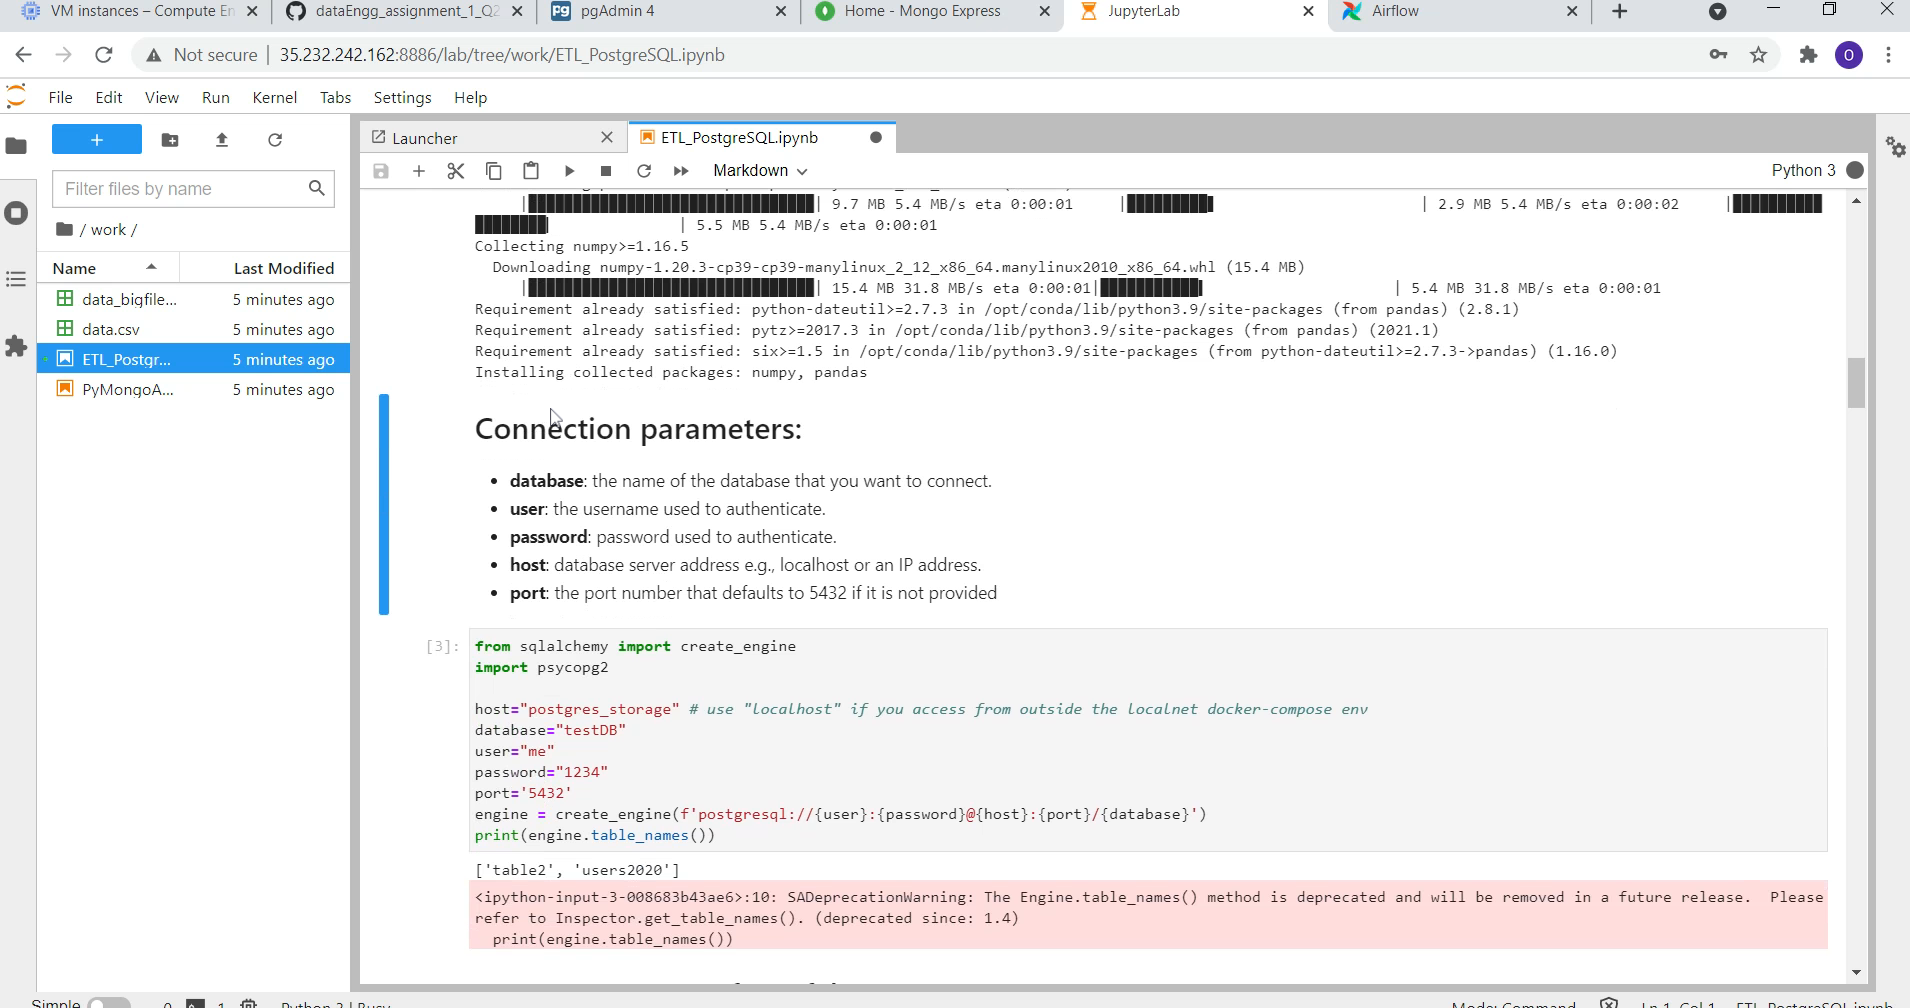 VM instances – Compute En
dataEngg_assignment_1_Q2
pgAdmin 4
Home - Mongo Express
JupyterLab
Airflow
Not secure | 35.232.242.162:8886/lab/tree/work/ETL_PostgreSQL.ipynb
File Edit View Run Kernel Tabs Settings Help
Filter files by name
/ work /
Name Last Modified
data_bigfile... 5 minutes ago
data.csv 5 minutes ago
ETL_Postgr... 5 minutes ago
PyMongoA... 5 minutes ago
Launcher
ETL_PostgreSQL.ipynb
Markdown
Python 3
| 9.7 MB 5.4 MB/s eta 0:00:01 | | 2.9 MB 5.4 MB/s eta 0:00:02 |
| 5.5 MB 5.4 MB/s eta 0:00:01
Collecting numpy>=1.16.5
Downloading numpy-1.20.3-cp39-cp39-manylinux_2_12_x86_64.manylinux2010_x86_64.whl (15.4 MB)
| 15.4 MB 31.8 MB/s eta 0:00:01| | 5.4 MB 31.8 MB/s eta 0:00:01
Requirement already satisfied: python-dateutil>=2.7.3 in /opt/conda/lib/python3.9/site-packages (from pandas) (2.8.1)
Requirement already satisfied: pytz>=2017.3 in /opt/conda/lib/python3.9/site-packages (from pandas) (2021.1)
Requirement already satisfied: six>=1.5 in /opt/conda/lib/python3.9/site-packages (from python-dateutil>=2.7.3->pandas) (1.16.0)
Installing collected packages: numpy, pandas
Connection parameters:
• database: the name of the database that you want to connect.
• user: the username used to authenticate.
• password: password used to authenticate.
• host: database server address e.g., localhost or an IP address.
• port: the port number that defaults to 5432 if it is not provided
[3]: from sqlalchemy import create_engine
import psycopg2
host="postgres_storage" # use "localhost" if you access from outside the localnet docker-compose env
database="testDB"
user="me"
password="1234"
port='5432'
engine = create_engine(f'postgresql://{user}:{password}@{host}:{port}/{database}')
print(engine.table_names())
['table2', 'users2020']
<ipython-input-3-008683b43ae6>:10: SADeprecationWarning: The Engine.table_names() method is deprecated and will be removed in a future release.  Please
refer to Inspector.get_table_names(). (deprecated since: 1.4)
print(engine.table_names())
Simple 0 1 Python 3 | Busy
Mode: Command Ln 1, Col 1 ETL_PostgreSQL.ipynb